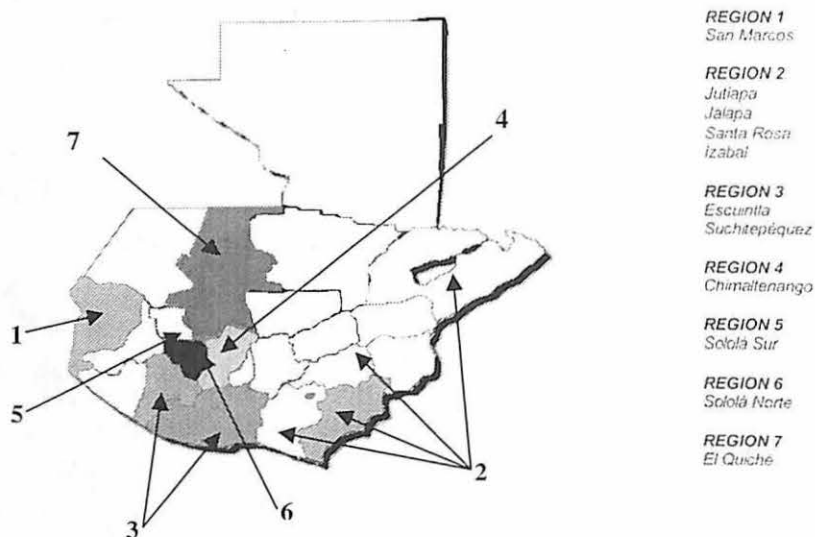 4
7
1
5
3
6
2
REGION 1
San Marcos
REGION 2
Jutiapa
Jalapa
Santa Rosa
Izabal
REGION 3
Escuintla
Suchitepéquez
REGION 4
Chimaltenango
REGION 5
Sololá Sur
REGION 6
Sololá Norte
REGION 7
El Quiché